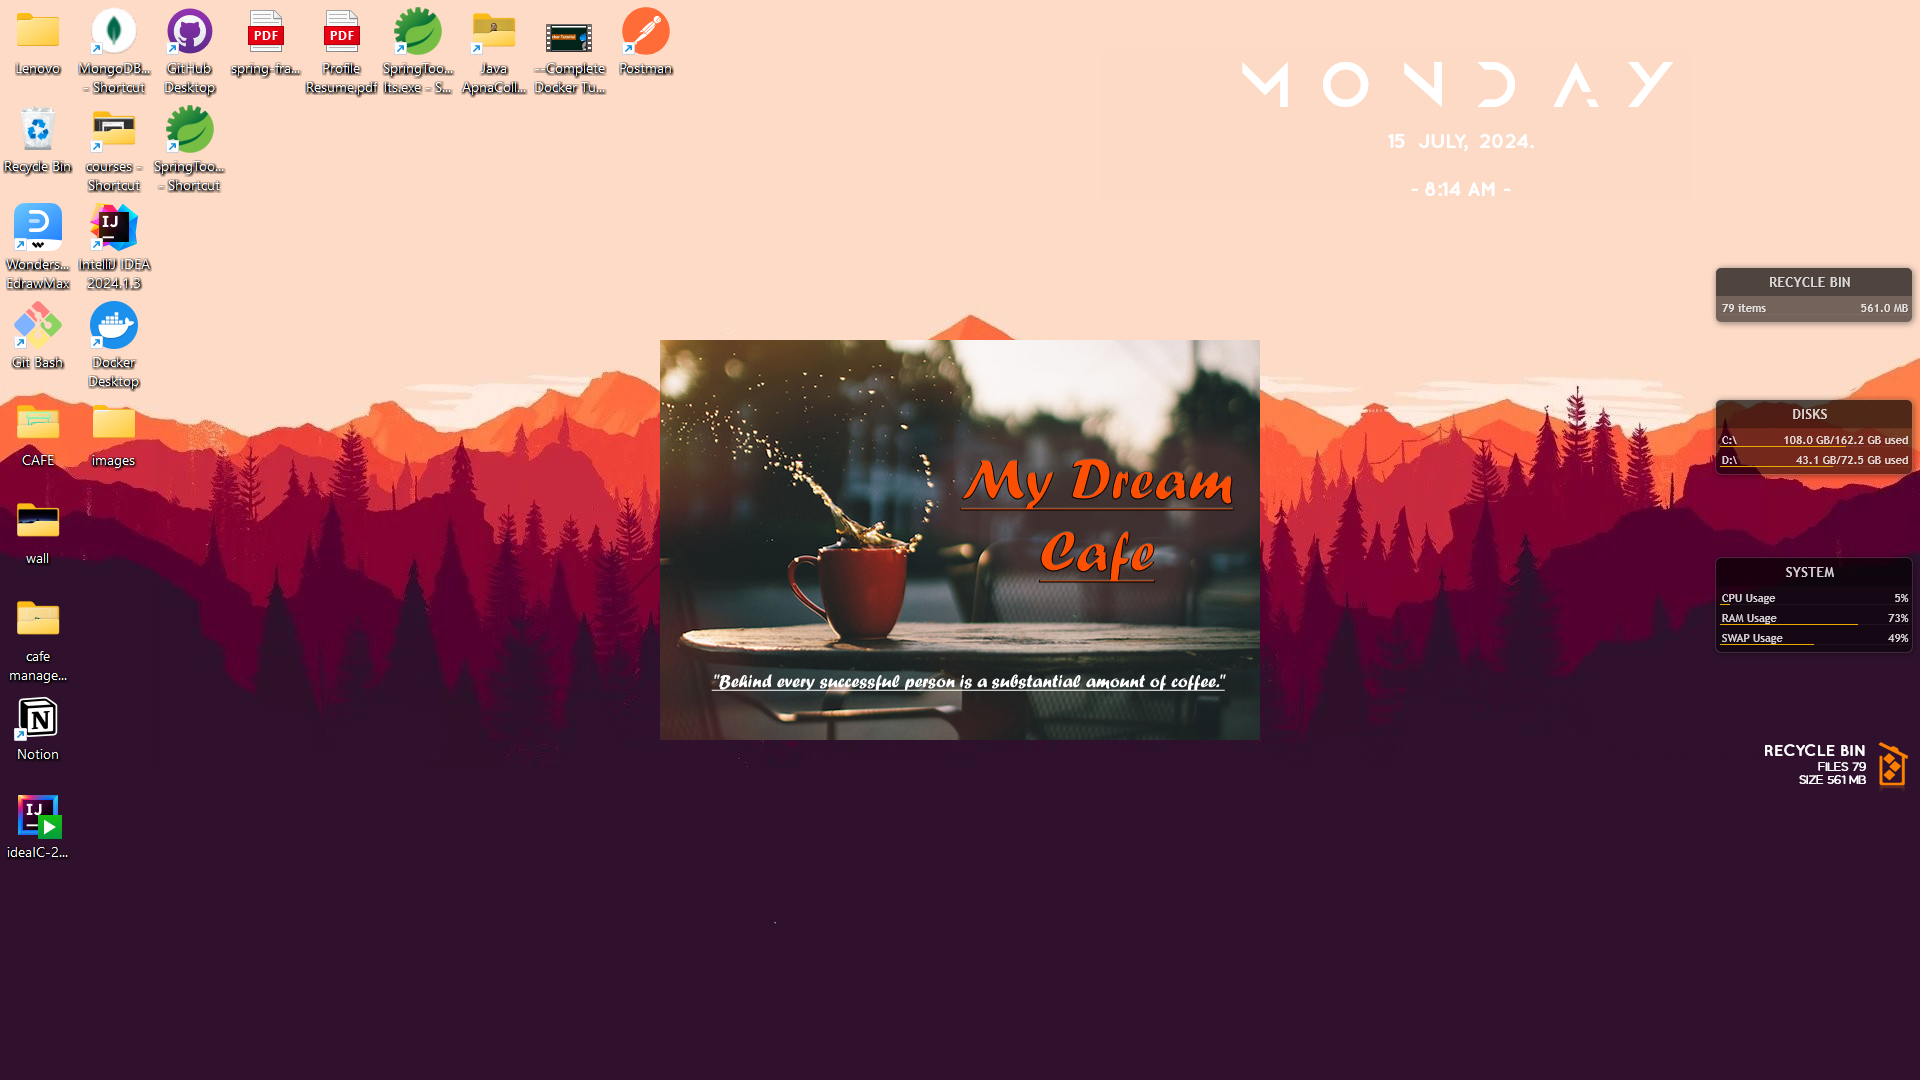 Lenovo
MongoDB...
- Shortcut
GitHub
Desktop
PDF
spring-fra...
PDF
Profile
Resume.pdf
SpringToo...
lts.exe - S...
Java
ApnaColl...
--Complete
Docker Tu...
Postman
Recycle Bin
courses -
Shortcut
SpringToo...
- Shortcut
Wonders...
EdrawMax
IJ
IntelliJ IDEA
2024.1.3
Git Bash
Docker
Desktop
CAFE
images
wall
cafe
manage...
N
Notion
IJ
ideaIC-2...
MONDAY
15 JULY, 2024.
- 8:14 AM -
RECYCLE BIN
79 items 561.0 MB
DISKS
C:\ 108.0 GB/162.2 GB used
D:\ 43.1 GB/72.5 GB used
SYSTEM
CPU Usage 5%
RAM Usage 73%
SWAP Usage 49%
RECYCLE BIN
FILES 79
SIZE 561 MB
My Dream
Cafe
"Behind every successful person is a substantial amount of coffee."